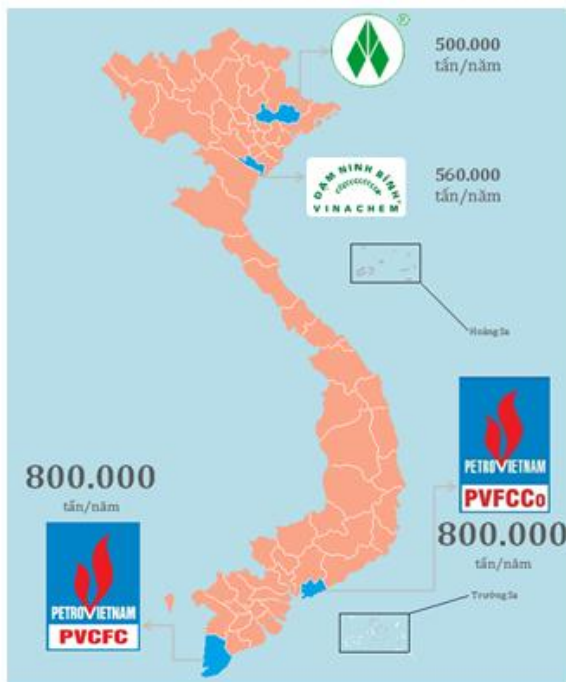 ®
500.000
tấn/năm
ĐẠM NINH BÌNH
VINACHEM
560.000
tấn/năm
Hoàng Sa
PETROVIETNAM
PVFCCo
800.000
tấn/năm
800.000
tấn/năm
PETROVIETNAM
PVCFC
Trường Sa